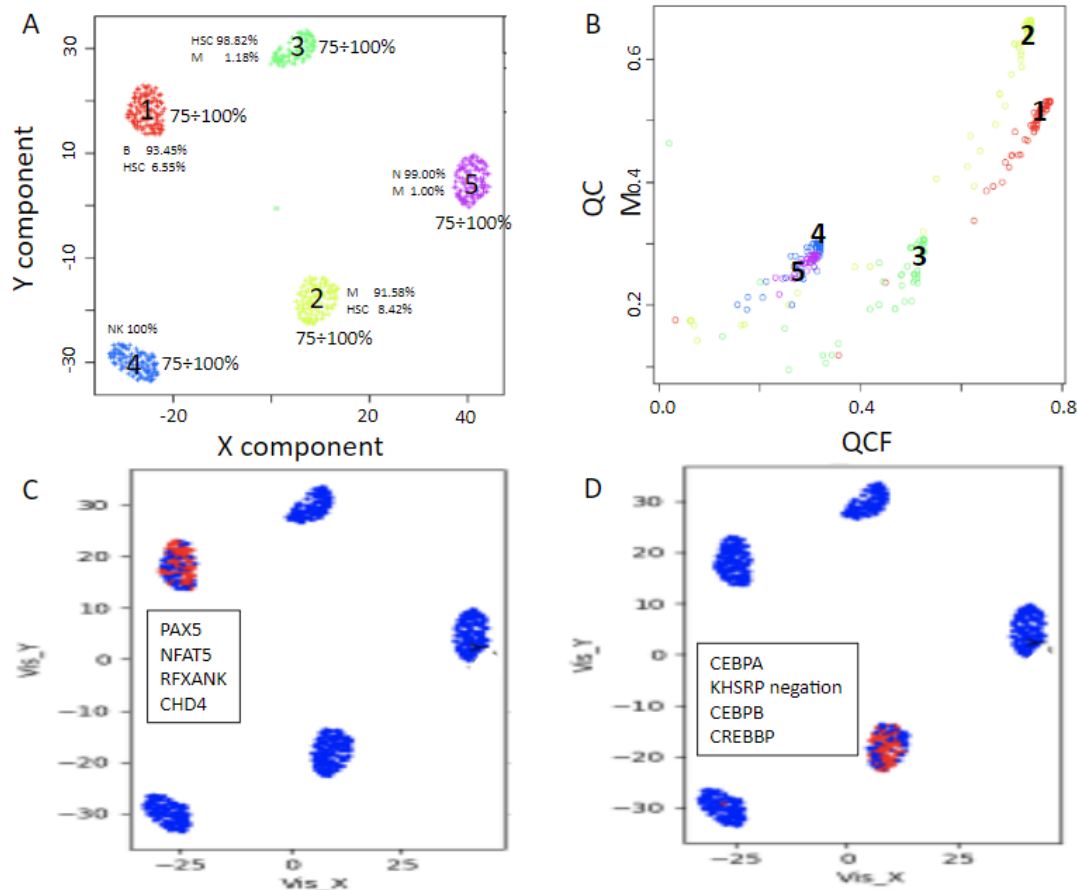 A
30
10
-10
-30
Y component
-20
20
40
X component
HSC 98.82%
M 1.18%
3
75÷100%
1
75÷100%
B 93.45%
HSC 6.55%
N 99.00%
M 1.00%
5
75÷100%
2
M 91.58%
HSC 8.42%
75÷100%
NK 100%
4
75÷100%
B
0.6
0.4
0.2
QC
M
0.0
0.4
0.8
QCF
2
1
4
5
3
C
30
20
10
0
-10
-20
-30
Vis_Y
PAX5
NFAT5
RFXANK
CHD4
-25
0
25
Vis_X
D
30
20
10
0
-10
-20
-30
Vis_Y
CEBPA
KHSRP negation
CEBPB
CREBBP
-25
0
25
Vis_X